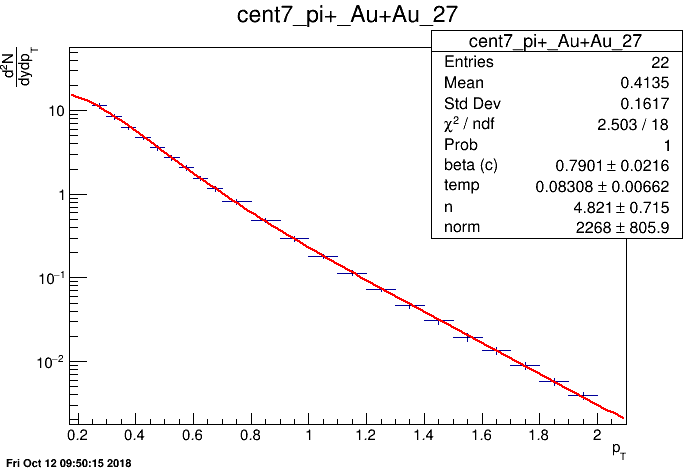 cent7_pi+_Au+Au_27
d²N
dydp_T
cent7_pi+_Au+Au_27
Entries 22
Mean 0.4135
Std Dev 0.1617
χ² / ndf 2.503 / 18
Prob 1
beta (c) 0.7901 ± 0.0216
temp 0.08308 ± 0.00662
n 4.821 ± 0.715
norm 2268 ± 805.9
10
1
10⁻¹
10⁻²
0.2 0.4 0.6 0.8 1 1.2 1.4 1.6 1.8 2
p_T
Fri Oct 12 09:50:15 2018